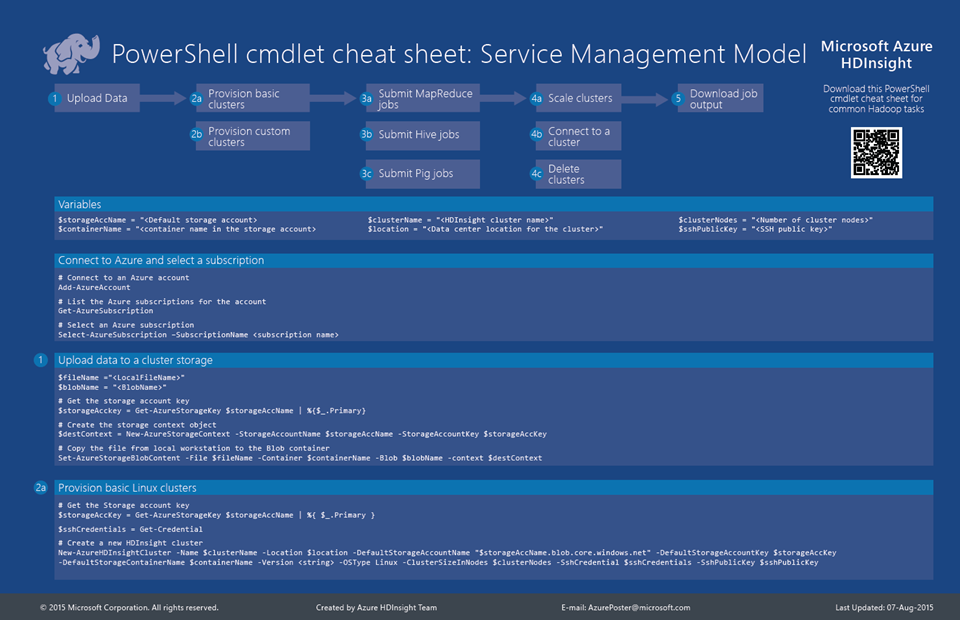 PowerShell cmdlet cheat sheet: Service Management Model
Microsoft Azure
HDInsight
Download this PowerShell
cmdlet cheat sheet for
common Hadoop tasks
1 Upload Data
2a Provision basic
clusters
2b Provision custom
clusters
3a Submit MapReduce
jobs
3b Submit Hive jobs
3c Submit Pig jobs
4a Scale clusters
4b Connect to a
cluster
4c Delete
clusters
5 Download job
output
Variables
$storageAccName = "<Default storage account>
$containerName = "<container name in the storage account>
$clusterName = "<HDInsight cluster name>"
$location = "<Data center location for the cluster>"
$clusterNodes = "<Number of cluster nodes>"
$sshPublicKey = "<SSH public key>"
Connect to Azure and select a subscription
# Connect to an Azure account
Add-AzureAccount
# List the Azure subscriptions for the account
Get-AzureSubscription
# Select an Azure subscription
Select-AzureSubscription –SubscriptionName <subscription name>
1 Upload data to a cluster storage
$fileName ="<LocalFileName>"
$blobName = "<BlobName>"
# Get the storage account key
$storageAcckey = Get-AzureStorageKey $storageAccName | %{$_.Primary}
# Create the storage context object
$destContext = New-AzureStorageContext -StorageAccountName $storageAccName -StorageAccountKey $storageAccKey
# Copy the file from local workstation to the Blob container
Set-AzureStorageBlobContent -File $fileName -Container $containerName -Blob $blobName -context $destContext
2a Provision basic Linux clusters
# Get the Storage account key
$storageAccKey = Get-AzureStorageKey $storageAccName | %{ $_.Primary }
$sshCredentials = Get-Credential
# Create a new HDInsight cluster
New-AzureHDInsightCluster -Name $clusterName -Location $location -DefaultStorageAccountName "$storageAccName.blob.core.windows.net" -DefaultStorageAccountKey $storageAccKey
-DefaultStorageContainerName $containerName -Version <string> -OSType Linux -ClusterSizeInNodes $clusterNodes -SshCredential $sshCredentials -SshPublicKey $sshPublicKey
© 2015 Microsoft Corporation. All rights reserved.
Created by Azure HDInsight Team
E-mail: AzurePoster@microsoft.com
Last Updated: 07-Aug-2015